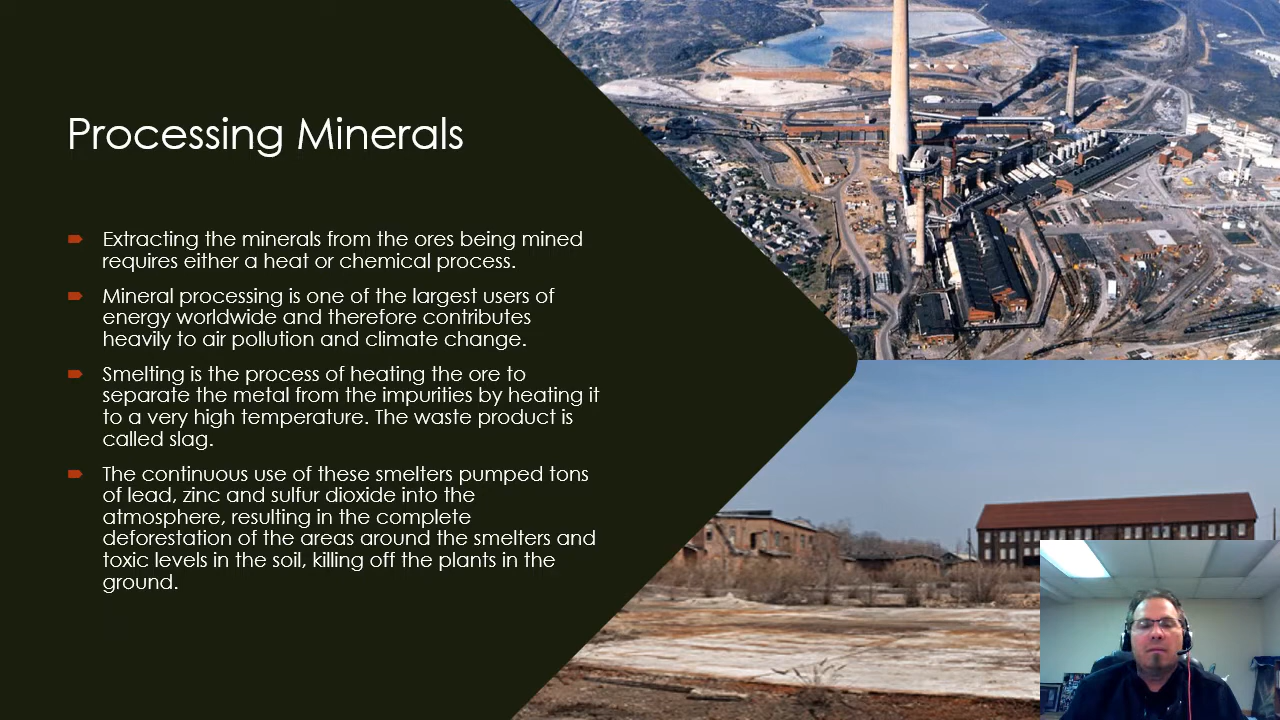 Processing Minerals
Extracting the minerals from the ores being mined
requires either a heat or chemical process.
Mineral processing is one of the largest users of
energy worldwide and therefore contributes
heavily to air pollution and climate change.
Smelting is the process of heating the ore to
separate the metal from the impurities by heating it
to a very high temperature. The waste product is
called slag.
The continuous use of these smelters pumped tons
of lead, zinc and sulfur dioxide into the
atmosphere, resulting in the complete
deforestation of the areas around the smelters and
toxic levels in the soil, killing off the plants in the
ground.